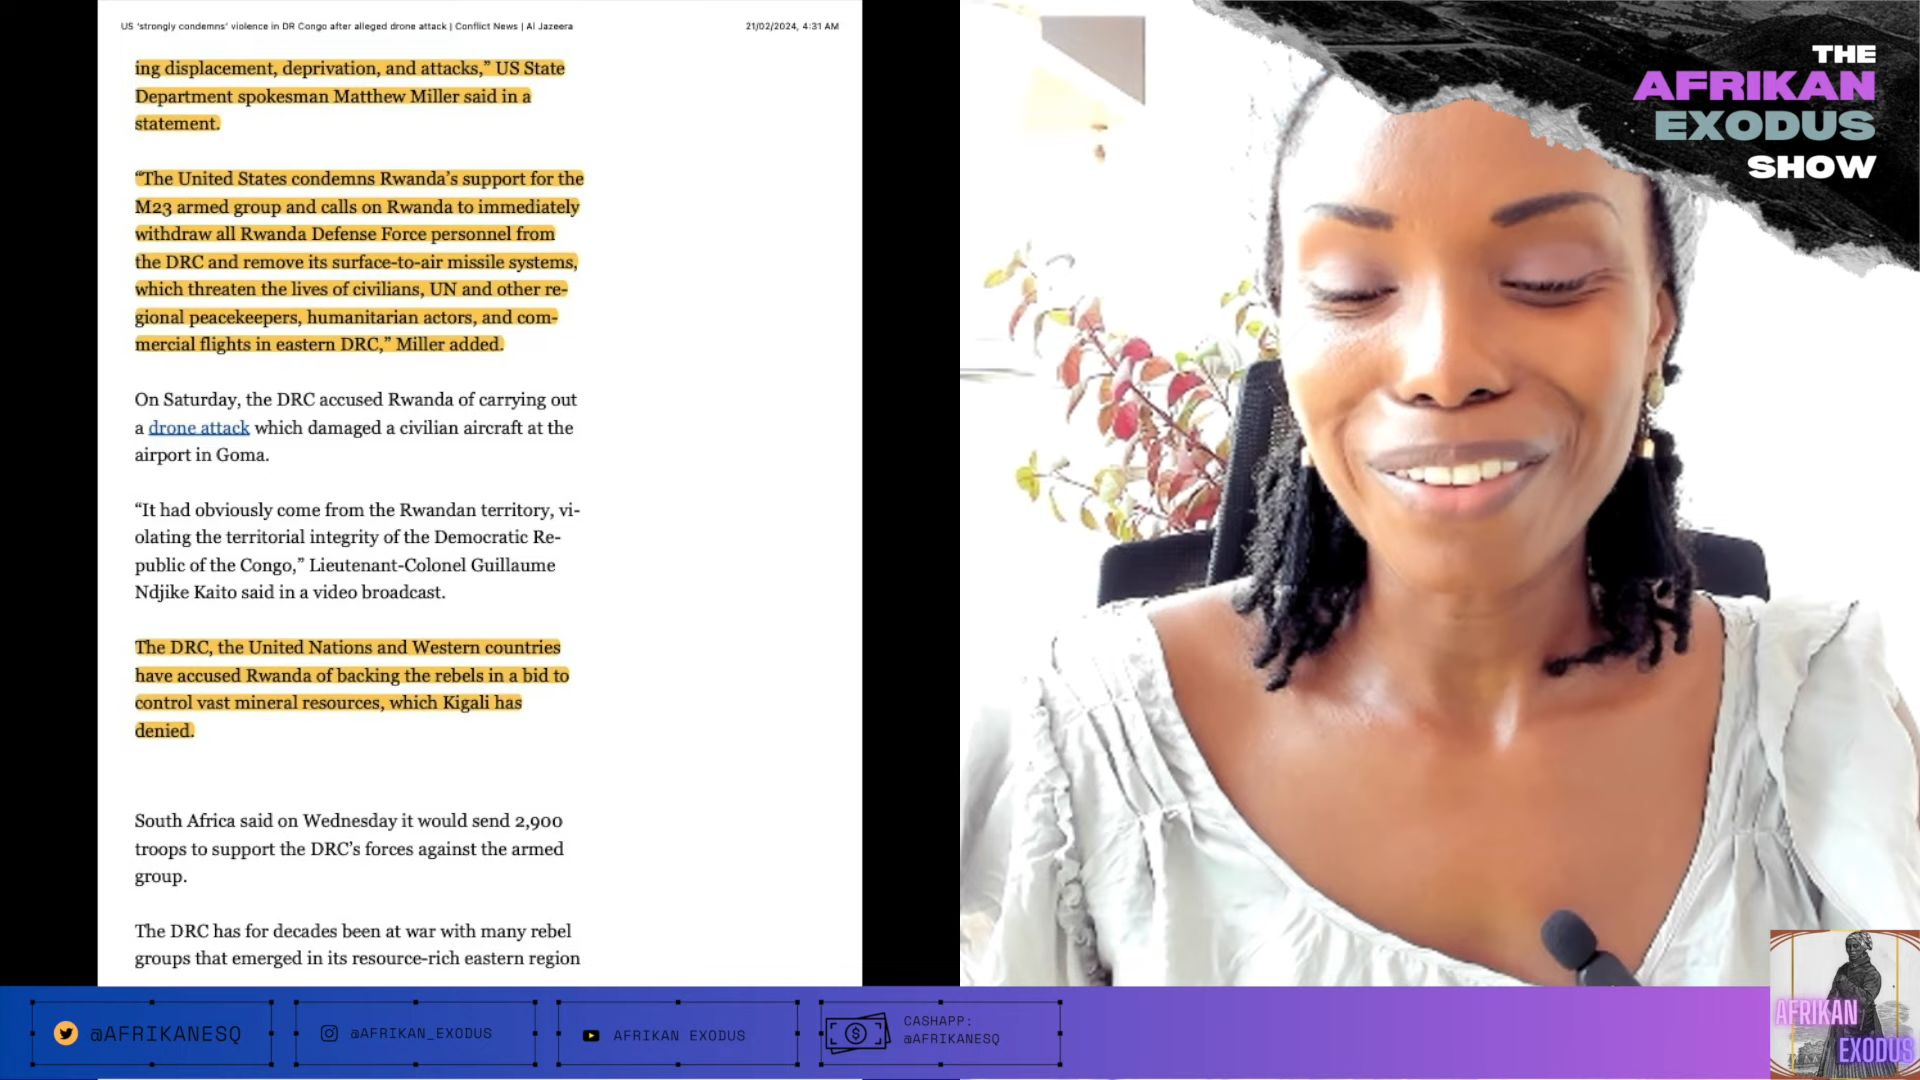 US 'strongly condemns' violence in DR Congo after alleged drone attack | Conflict News | Al Jazeera
21/02/2024, 4:31 AM
ing displacement, deprivation, and attacks,” US State
Department spokesman Matthew Miller said in a
statement.
“The United States condemns Rwanda’s support for the
M23 armed group and calls on Rwanda to immediately
withdraw all Rwanda Defense Force personnel from
the DRC and remove its surface-to-air missile systems,
which threaten the lives of civilians, UN and other re-
gional peacekeepers, humanitarian actors, and com-
mercial flights in eastern DRC,” Miller added.
On Saturday, the DRC accused Rwanda of carrying out
a drone attack which damaged a civilian aircraft at the
airport in Goma.
“It had obviously come from the Rwandan territory, vi-
olating the territorial integrity of the Democratic Re-
public of the Congo,” Lieutenant-Colonel Guillaume
Ndjike Kaito said in a video broadcast.
The DRC, the United Nations and Western countries
have accused Rwanda of backing the rebels in a bid to
control vast mineral resources, which Kigali has
denied.
South Africa said on Wednesday it would send 2,900
troops to support the DRC’s forces against the armed
group.
The DRC has for decades been at war with many rebel
groups that emerged in its resource-rich eastern region
THE
AFRIKAN
EXODUS
SHOW
@AFRIKANESQ
@AFRIKAN_EXODUS
AFRIKAN EXODUS
CASHAPP:
@AFRIKANESQ
AFRIKAN
EXODUS